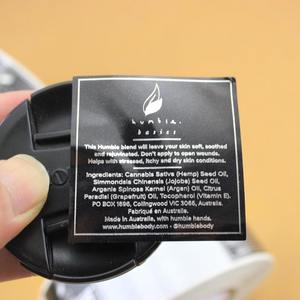 humble.
basics
This Humble blend will leave your skin soft, soothed
and rejuvinated. Don't apply to open wounds.
Helps with stressed, itchy and dry skin conditions.
Ingredients: Cannabis Sativa (Hemp) Seed Oil,
Simmondsia Chinensis (Jojoba) Seed Oil,
Argania Spinosa Kernel (Argan) Oil, Citrus
Paradisi (Grapefruit) Oil, Tocopherol (Vitamin E).
PO BOX 1896, Collingwood VIC 3066, Australia.
Fabriqué en Australie.
Made in Australia, with humble hands.
www.humblebody.com - @humblebody